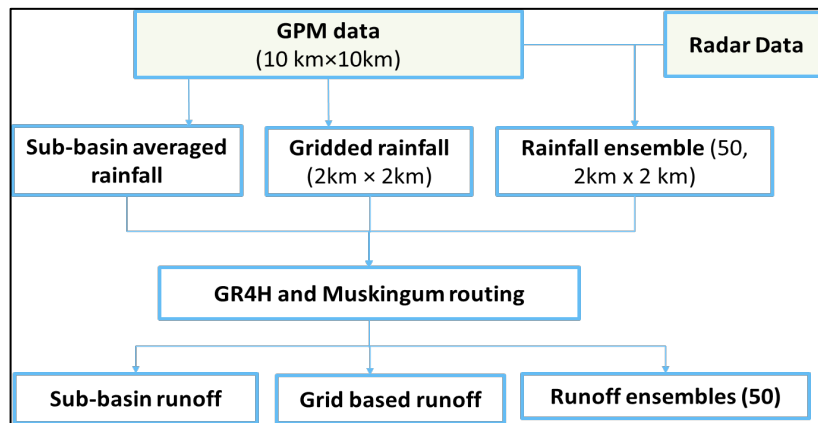 GPM data
(10 km×10km)
Radar Data
Sub-basin averaged
rainfall
Gridded rainfall
(2km × 2km)
Rainfall ensemble (50,
2km x 2 km)
GR4H and Muskingum routing
Sub-basin runoff
Grid based runoff
Runoff ensembles (50)